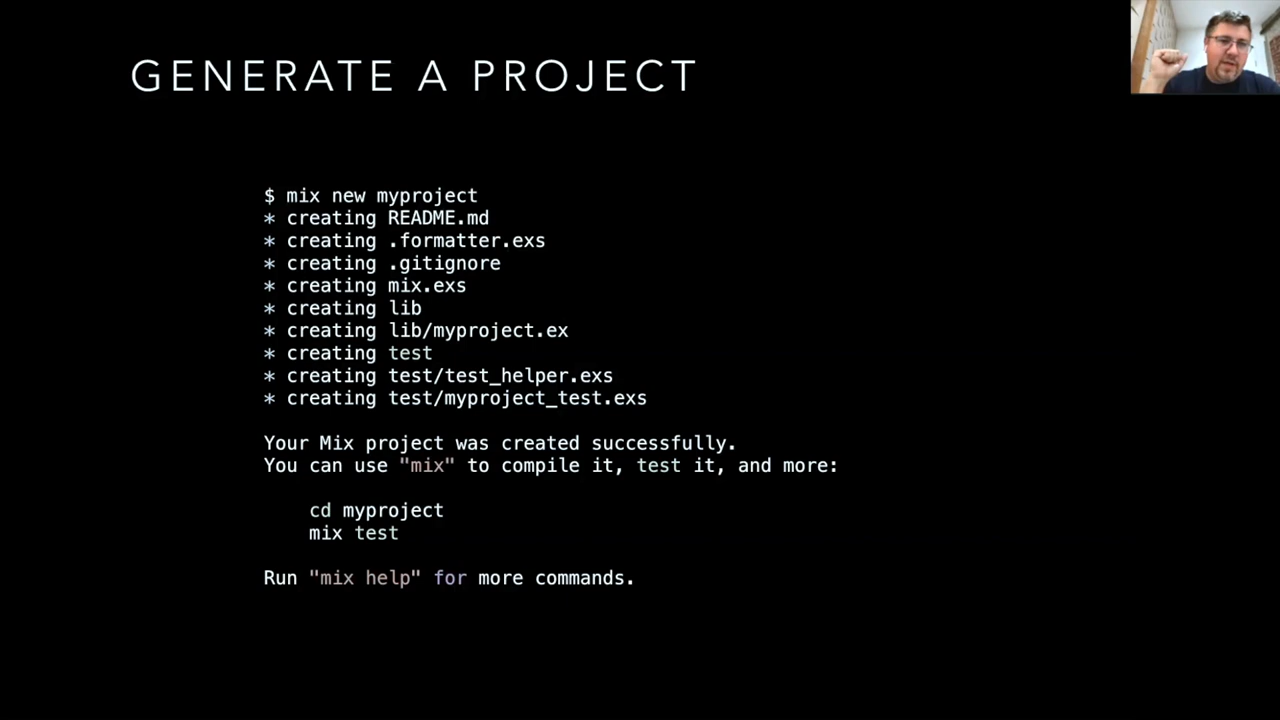 GENERATE A PROJECT
$ mix new myproject
* creating README.md
* creating .formatter.exs
* creating .gitignore
* creating mix.exs
* creating lib
* creating lib/myproject.ex
* creating test
* creating test/test_helper.exs
* creating test/myproject_test.exs
Your Mix project was created successfully.
You can use "mix" to compile it, test it, and more:
cd myproject
mix test
Run "mix help" for more commands.